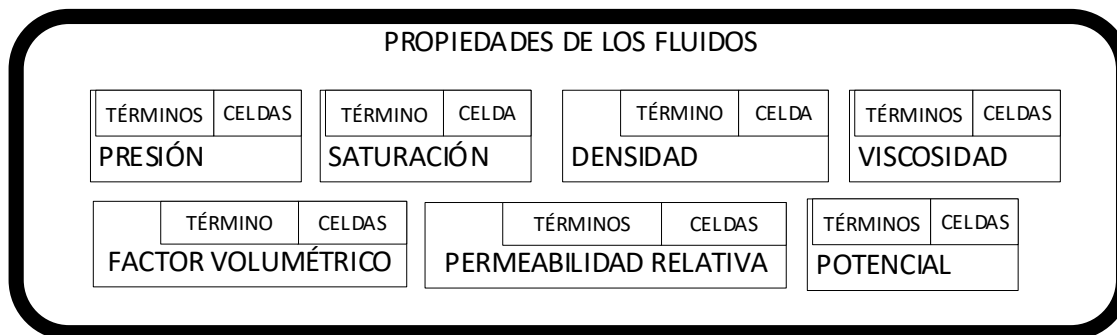 PROPIEDADES DE LOS FLUIDOS
TÉRMINOS CELDAS
PRESIÓN
TÉRMINO CELDA
SATURACIÓN
TÉRMINO CELDA
DENSIDAD
TÉRMINOS CELDAS
VISCOSIDAD
TÉRMINO CELDAS
FACTOR VOLUMÉTRICO
TÉRMINOS CELDAS
PERMEABILIDAD RELATIVA
TÉRMINOS CELDAS
POTENCIAL